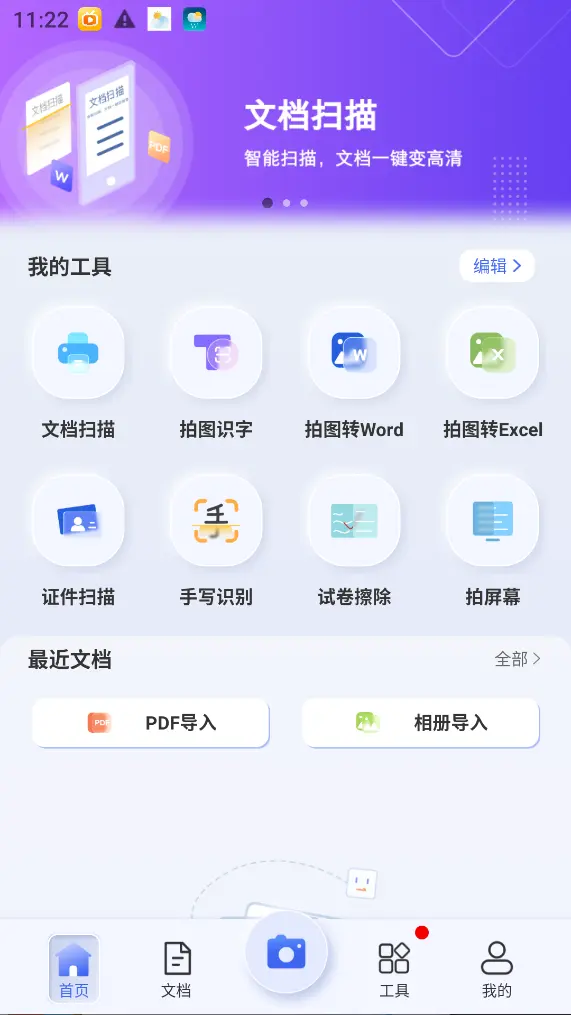 11:22
文档扫描
文档扫描
W
PDF
文档扫描
智能扫描，文档一键变高清
我的工具
编辑
W
X
文档扫描
拍图识字
拍图转Word
拍图转Excel
手
证件扫描
手写识别
试卷擦除
拍屏幕
最近文档
全部
PDF
PDF导入
相册导入
首页
文档
工具
我的